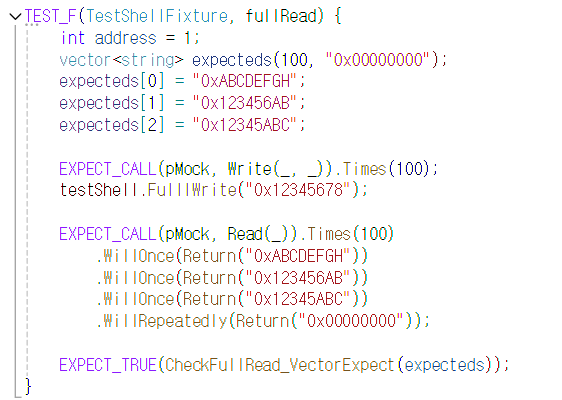 TEST_F(TestShellFixture, fullRead) {
int address = 1;
vector<string> expecteds(100, "0x00000000");
expecteds[0] = "0xABCDEFGH";
expecteds[1] = "0x123456AB";
expecteds[2] = "0x12345ABC";
EXPECT_CALL(pMock, Write(_, _)).Times(100);
testShell.FulllWrite("0x12345678");
EXPECT_CALL(pMock, Read(_)).Times(100)
.WillOnce(Return("0xABCDEFGH"))
.WillOnce(Return("0x123456AB"))
.WillOnce(Return("0x12345ABC"))
.WillRepeatedly(Return("0x00000000"));
EXPECT_TRUE(CheckFullRead_VectorExpect(expecteds));
}